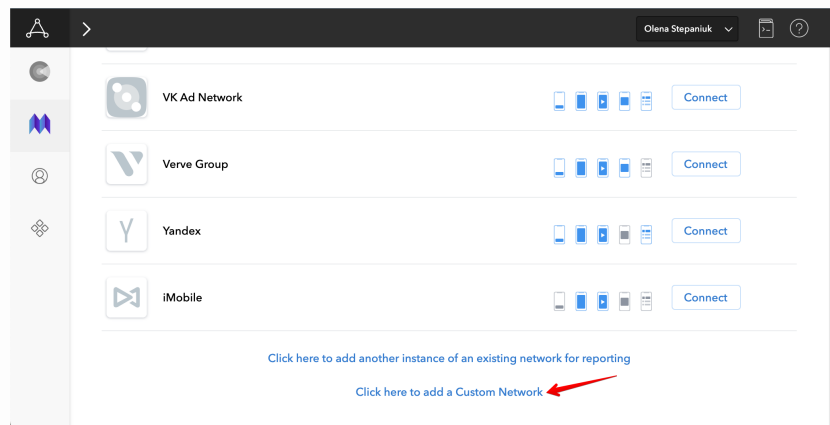 Olena Stepaniuk
VK Ad Network
Connect
Verve Group
Connect
Yandex
Connect
iMobile
Connect
Click here to add another instance of an existing network for reporting
Click here to add a Custom Network